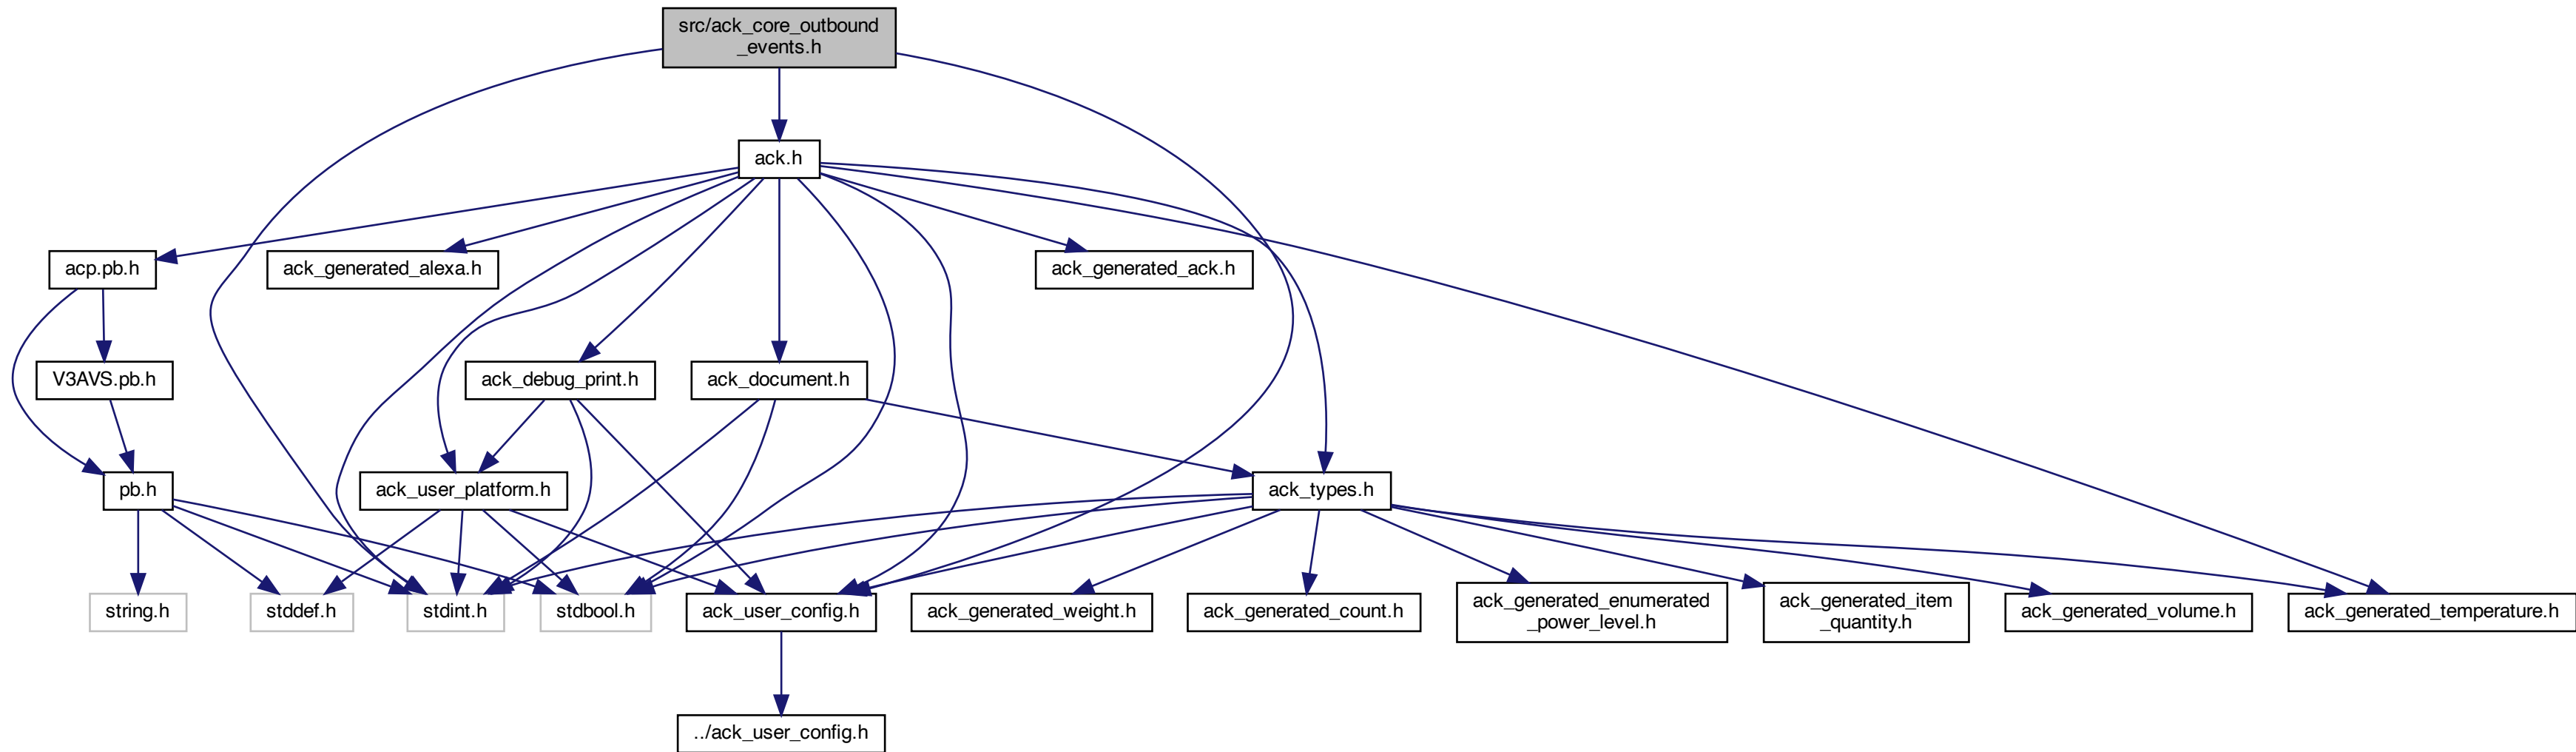 src/ack_core_outbound
_events.h
ack.h
acp.pb.h
ack_generated_alexa.h
ack_generated_ack.h
V3AVS.pb.h
ack_debug_print.h
ack_document.h
pb.h
ack_user_platform.h
ack_types.h
string.h
stddef.h
stdint.h
stdbool.h
ack_user_config.h
ack_generated_weight.h
ack_generated_count.h
ack_generated_enumerated
_power_level.h
ack_generated_item
_quantity.h
ack_generated_volume.h
ack_generated_temperature.h
../ack_user_config.h